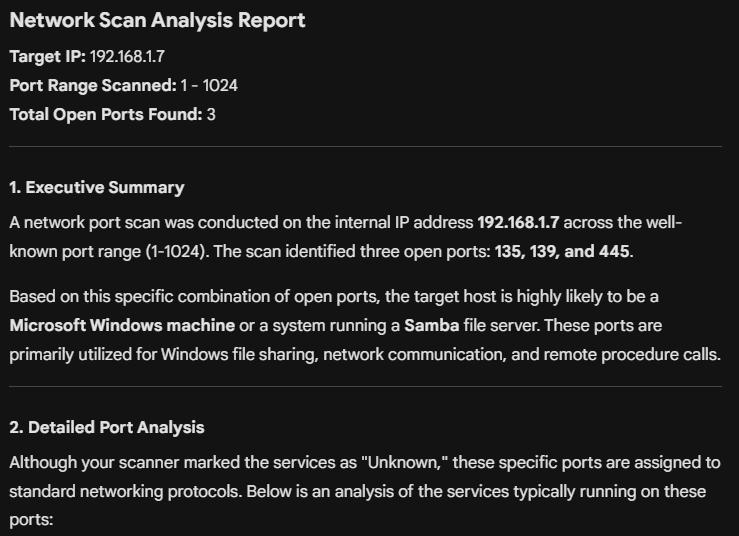 Network Scan Analysis Report
Target IP: 192.168.1.7
Port Range Scanned: 1 - 1024
Total Open Ports Found: 3
1. Executive Summary
A network port scan was conducted on the internal IP address 192.168.1.7 across the well-
known port range (1-1024). The scan identified three open ports: 135, 139, and 445.
Based on this specific combination of open ports, the target host is highly likely to be a
Microsoft Windows machine or a system running a Samba file server. These ports are
primarily utilized for Windows file sharing, network communication, and remote procedure calls.
2. Detailed Port Analysis
Although your scanner marked the services as "Unknown," these specific ports are assigned to
standard networking protocols. Below is an analysis of the services typically running on these
ports: